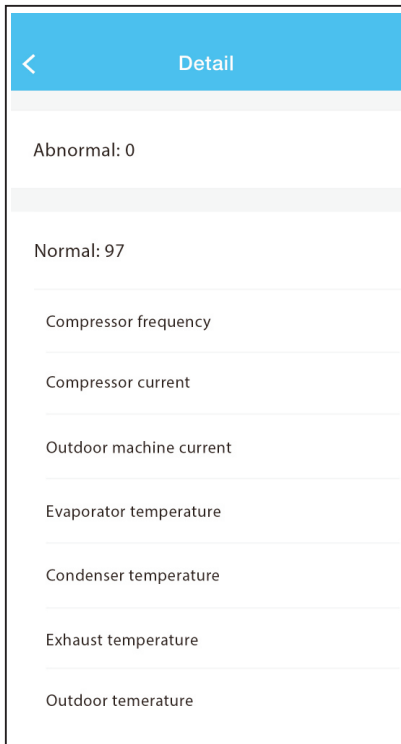 Detail
Abnormal: 0
Normal: 97
Compressor frequency
Compressor current
Outdoor machine current
Evaporator temperature
Condenser temperature
Exhaust temperature
Outdoor temerature